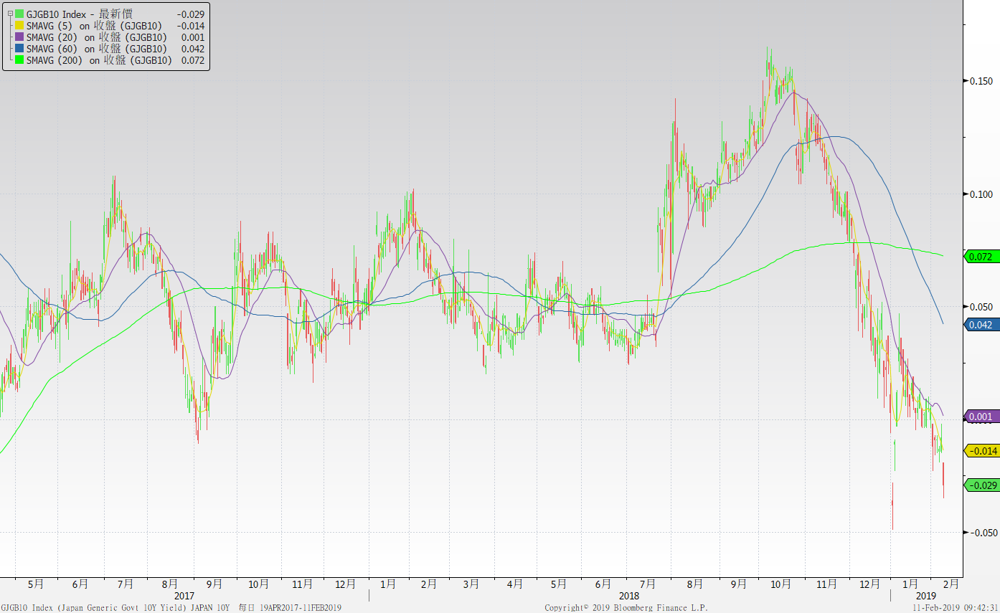 GJGB10 Index - 最新價 -0.029
SMAVG (5) on 收盤 (GJGB10) -0.014
SMAVG (20) on 收盤 (GJGB10) 0.001
SMAVG (60) on 收盤 (GJGB10) 0.042
SMAVG (200) on 收盤 (GJGB10) 0.072
0.150
0.100
0.072
0.050
0.042
0.001
-0.014
-0.029
-0.050
5月 6月 7月 8月 9月 10月 11月 12月 1月 2月 3月 4月 5月 6月 7月 8月 9月 10月 11月 12月 1月 2月
2017 2018 2019
GJGB10 Index (Japan Generic Govt 10Y Yield) JAPAN 10Y 每日 19APR2017-11FEB2019 Copyright© 2019 Bloomberg Finance L.P. 11-Feb-2019 09:42:31